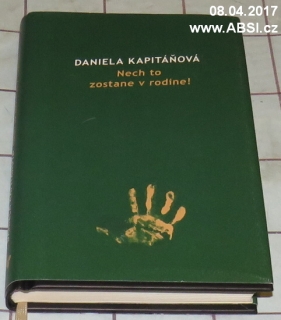 08.04.2017
www.ABSI.cz
DANIELA KAPITÁŇOVÁ
Nech to
zostane v rodine!